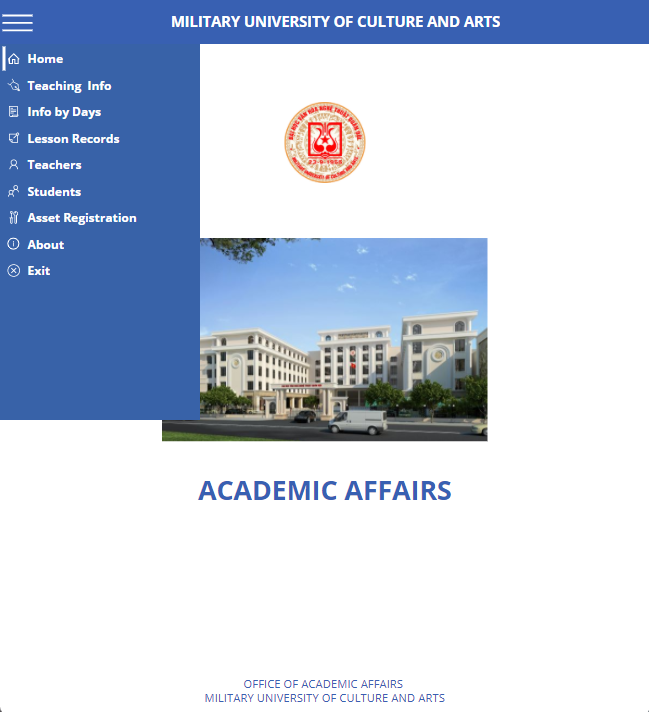 MILITARY UNIVERSITY OF CULTURE AND ARTS
Home
Teaching Info
Info by Days
Lesson Records
Teachers
Students
Asset Registration
About
Exit
ACADEMIC AFFAIRS
OFFICE OF ACADEMIC AFFAIRS
MILITARY UNIVERSITY OF CULTURE AND ARTS